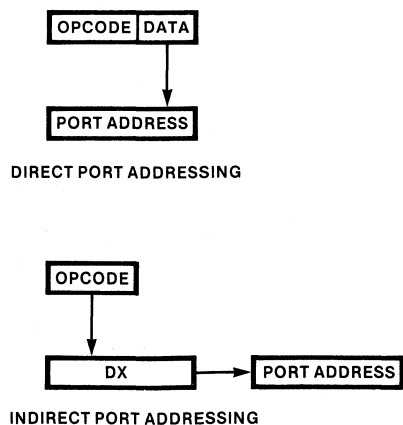 OPCODE DATA
PORT ADDRESS
DIRECT PORT ADDRESSING
OPCODE
DX PORT ADDRESS
INDIRECT PORT ADDRESSING